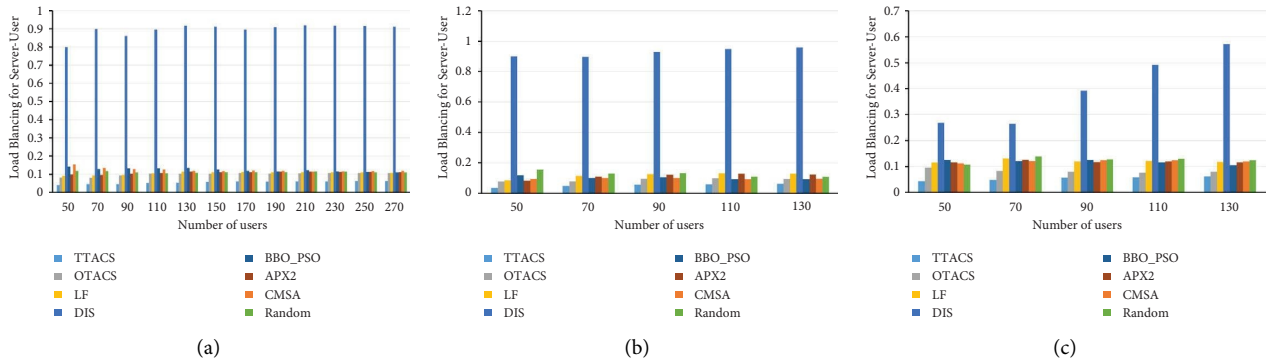 Load Blancing for Server-User
1
0.9
0.8
0.7
0.6
0.5
0.4
0.3
0.2
0.1
0
50 70 90 110 130 150 170 190 210 230 250 270
Number of users
TTACS BBO_PSO
OTACS APX2
LF CMSA
DIS Random
(a)
Load Blancing for Server-User
1.2
1
0.8
0.6
0.4
0.2
0
50 70 90 110 130
Number of users
TTACS BBO_PSO
OTACS APX2
LF CMSA
DIS Random
(b)
Load Blancing for Server-User
0.7
0.6
0.5
0.4
0.3
0.2
0.1
0
50 70 90 110 130
Number of users
TTACS BBO_PSO
OTACS APX2
LF CMSA
DIS Random
(c)